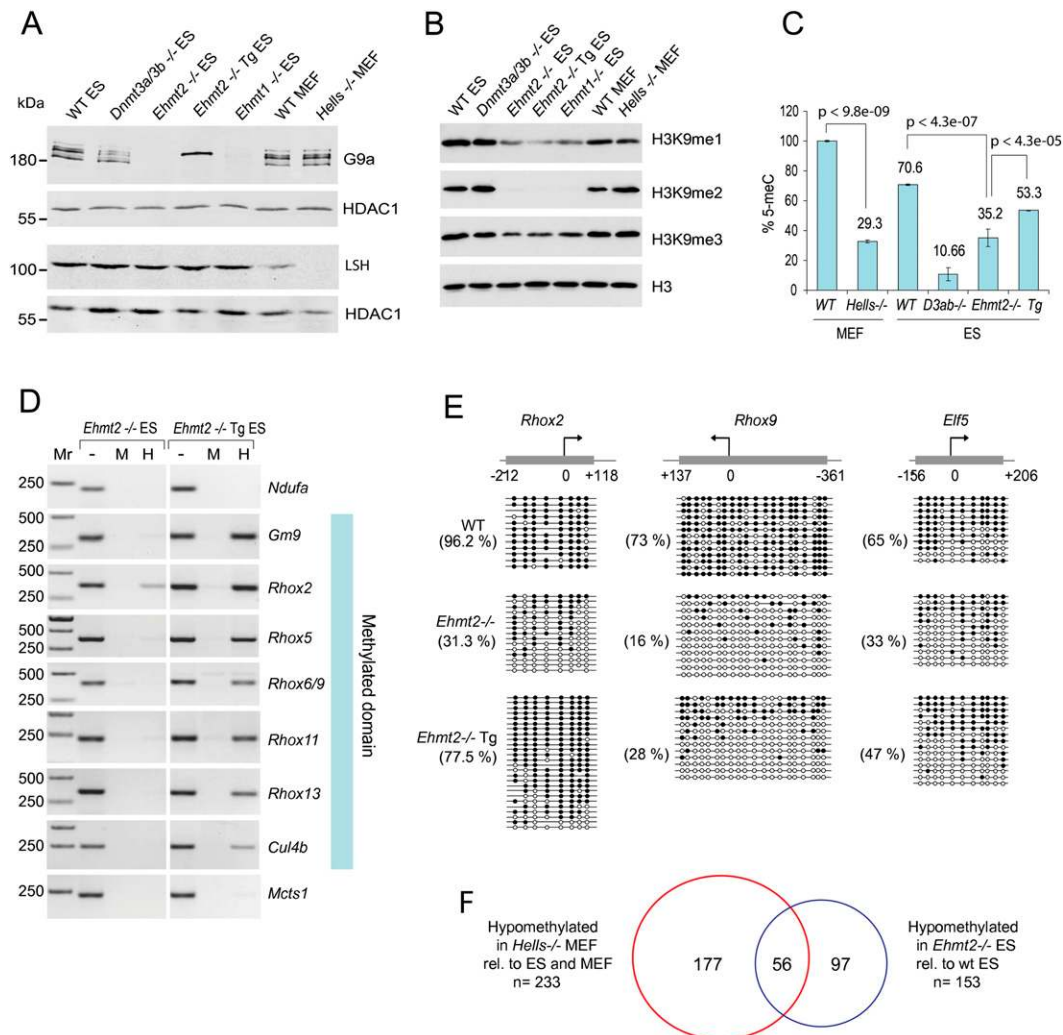 A
kDa
WT ES
Dnmt3a/3b -/- ES
Ehmt2 -/- ES
Ehmt2 -/- Tg ES
Ehmt1 -/- ES
WT MEF
Hells -/- MEF
180
G9a
55
HDAC1
100
LSH
55
HDAC1
B
WT ES
Dnmt3a/3b -/- ES
Ehmt2 -/- ES
Ehmt2 -/- Tg ES
Ehmt1 -/- ES
WT MEF
Hells -/- MEF
H3K9me1
H3K9me2
H3K9me3
H3
C
p < 9.8e-09
p < 4.3e-07
p < 4.3e-05
% 5-meC
120
100
80
60
40
20
0
29.3
70.6
10.66
35.2
53.3
WT Hells-/- WT D3ab-/- Ehmt2-/- Tg
MEF ES
D
Ehmt2 -/- ES Ehmt2 -/- Tg ES
Mr - M H - M H
250 Ndufa
500
250 Gm9
500
250 Rhox2
500
250 Rhox5
500
250 Rhox6/9
250 Rhox11
500
250 Rhox13
250 Cul4b
250 Mcts1
Methylated domain
E
Rhox2 Rhox9 Elf5
-212 0 +118 +137 0 -361 -156 0 +206
WT
(96.2 %) (73 %) (65 %)
Ehmt2-/-
(31.3 %) (16 %) (33 %)
Ehmt2-/- Tg
(77.5 %) (28 %) (47 %)
F
Hypomethylated
in Hells-/- MEF
rel. to ES and MEF
n= 233
177 56 97
Hypomethylated
in Ehmt2-/- ES
rel. to wt ES
n= 153